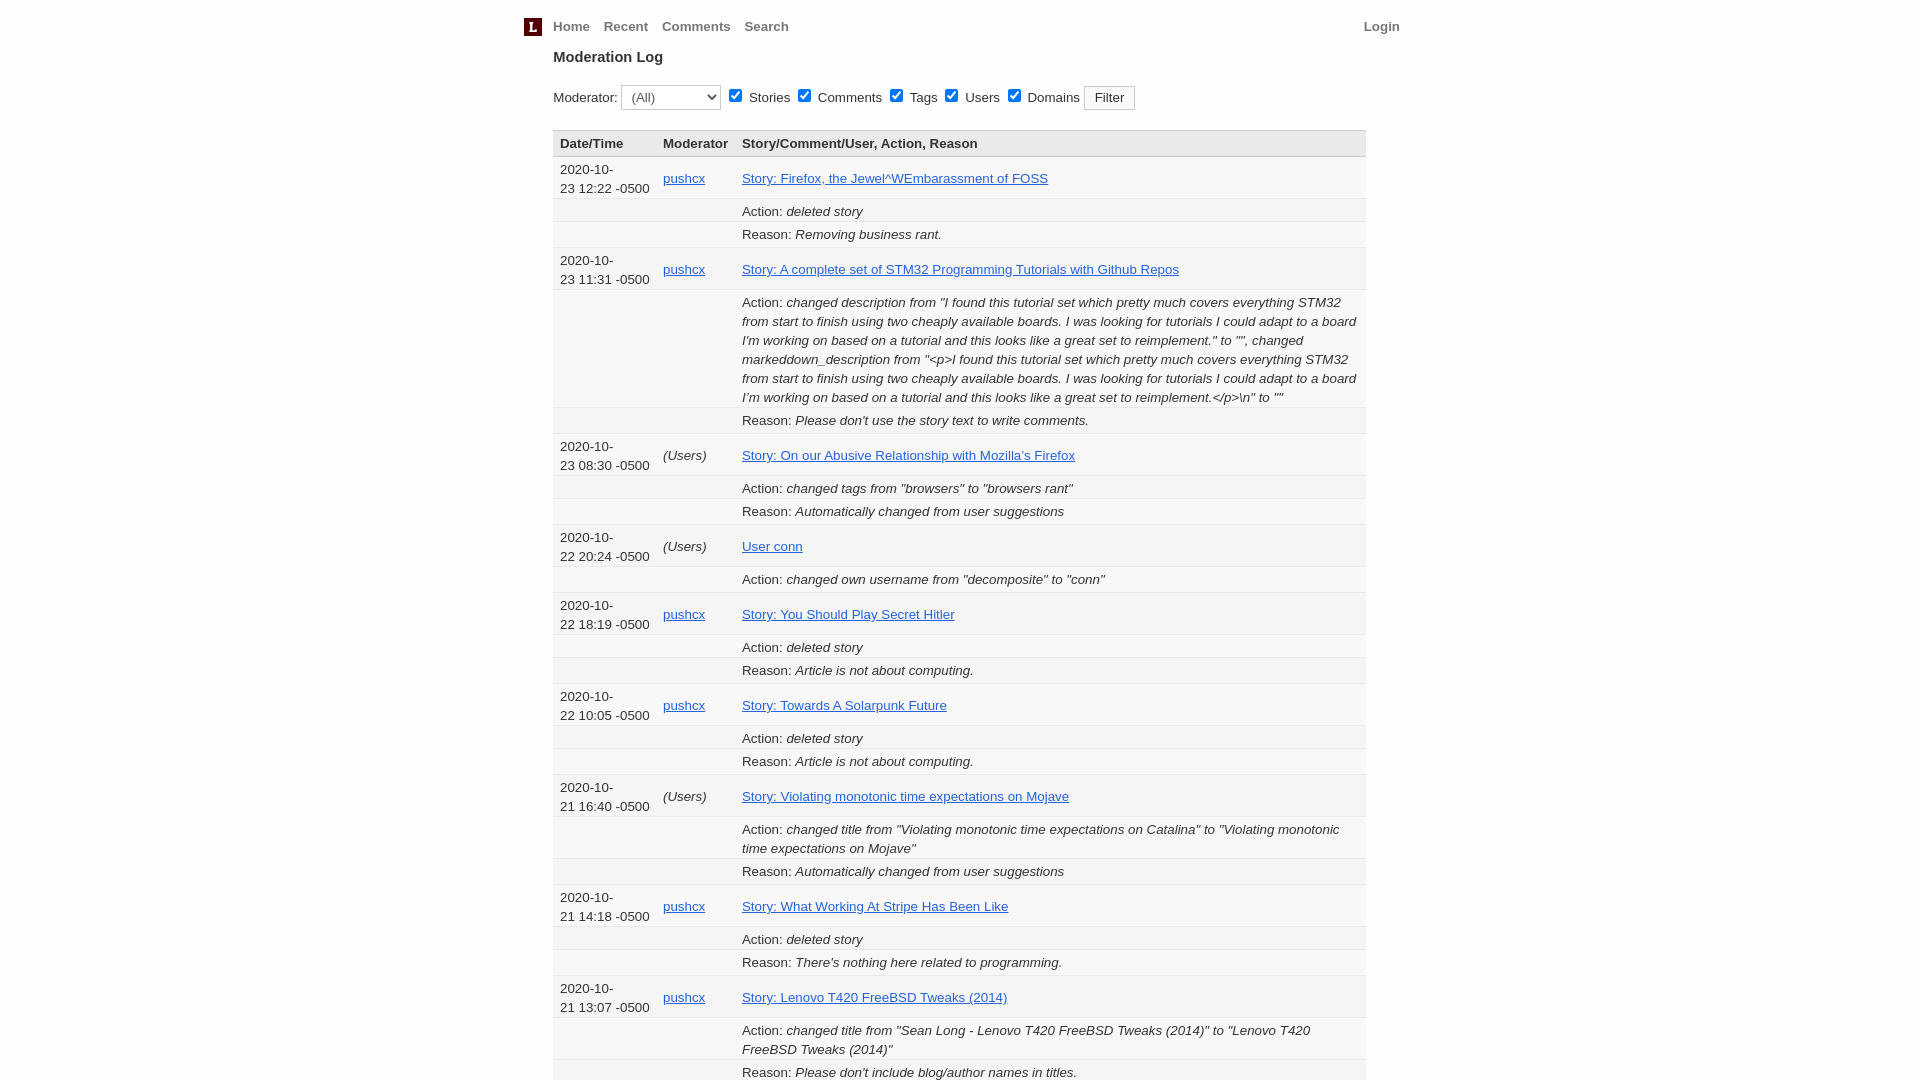 L Home Recent Comments Search Login
Moderation Log
Moderator: (All) Stories Comments Tags Users Domains Filter
Date/Time Moderator Story/Comment/User, Action, Reason
2020-10-
23 12:22 -0500 pushcx Story: Firefox, the Jewel^WEmbarassment of FOSS
Action: deleted story
Reason: Removing business rant.
2020-10-
23 11:31 -0500 pushcx Story: A complete set of STM32 Programming Tutorials with Github Repos
Action: changed description from "I found this tutorial set which pretty much covers everything STM32
from start to finish using two cheaply available boards. I was looking for tutorials I could adapt to a board
I'm working on based on a tutorial and this looks like a great set to reimplement." to "", changed
markeddown_description from "<p>I found this tutorial set which pretty much covers everything STM32
from start to finish using two cheaply available boards. I was looking for tutorials I could adapt to a board
I’m working on based on a tutorial and this looks like a great set to reimplement.</p>\n" to ""
Reason: Please don't use the story text to write comments.
2020-10-
23 08:30 -0500 (Users) Story: On our Abusive Relationship with Mozilla’s Firefox
Action: changed tags from "browsers" to "browsers rant"
Reason: Automatically changed from user suggestions
2020-10-
22 20:24 -0500 (Users) User conn
Action: changed own username from "decomposite" to "conn"
2020-10-
22 18:19 -0500 pushcx Story: You Should Play Secret Hitler
Action: deleted story
Reason: Article is not about computing.
2020-10-
22 10:05 -0500 pushcx Story: Towards A Solarpunk Future
Action: deleted story
Reason: Article is not about computing.
2020-10-
21 16:40 -0500 (Users) Story: Violating monotonic time expectations on Mojave
Action: changed title from "Violating monotonic time expectations on Catalina" to "Violating monotonic
time expectations on Mojave"
Reason: Automatically changed from user suggestions
2020-10-
21 14:18 -0500 pushcx Story: What Working At Stripe Has Been Like
Action: deleted story
Reason: There's nothing here related to programming.
2020-10-
21 13:07 -0500 pushcx Story: Lenovo T420 FreeBSD Tweaks (2014)
Action: changed title from "Sean Long - Lenovo T420 FreeBSD Tweaks (2014)" to "Lenovo T420
FreeBSD Tweaks (2014)"
Reason: Please don't include blog/author names in titles.